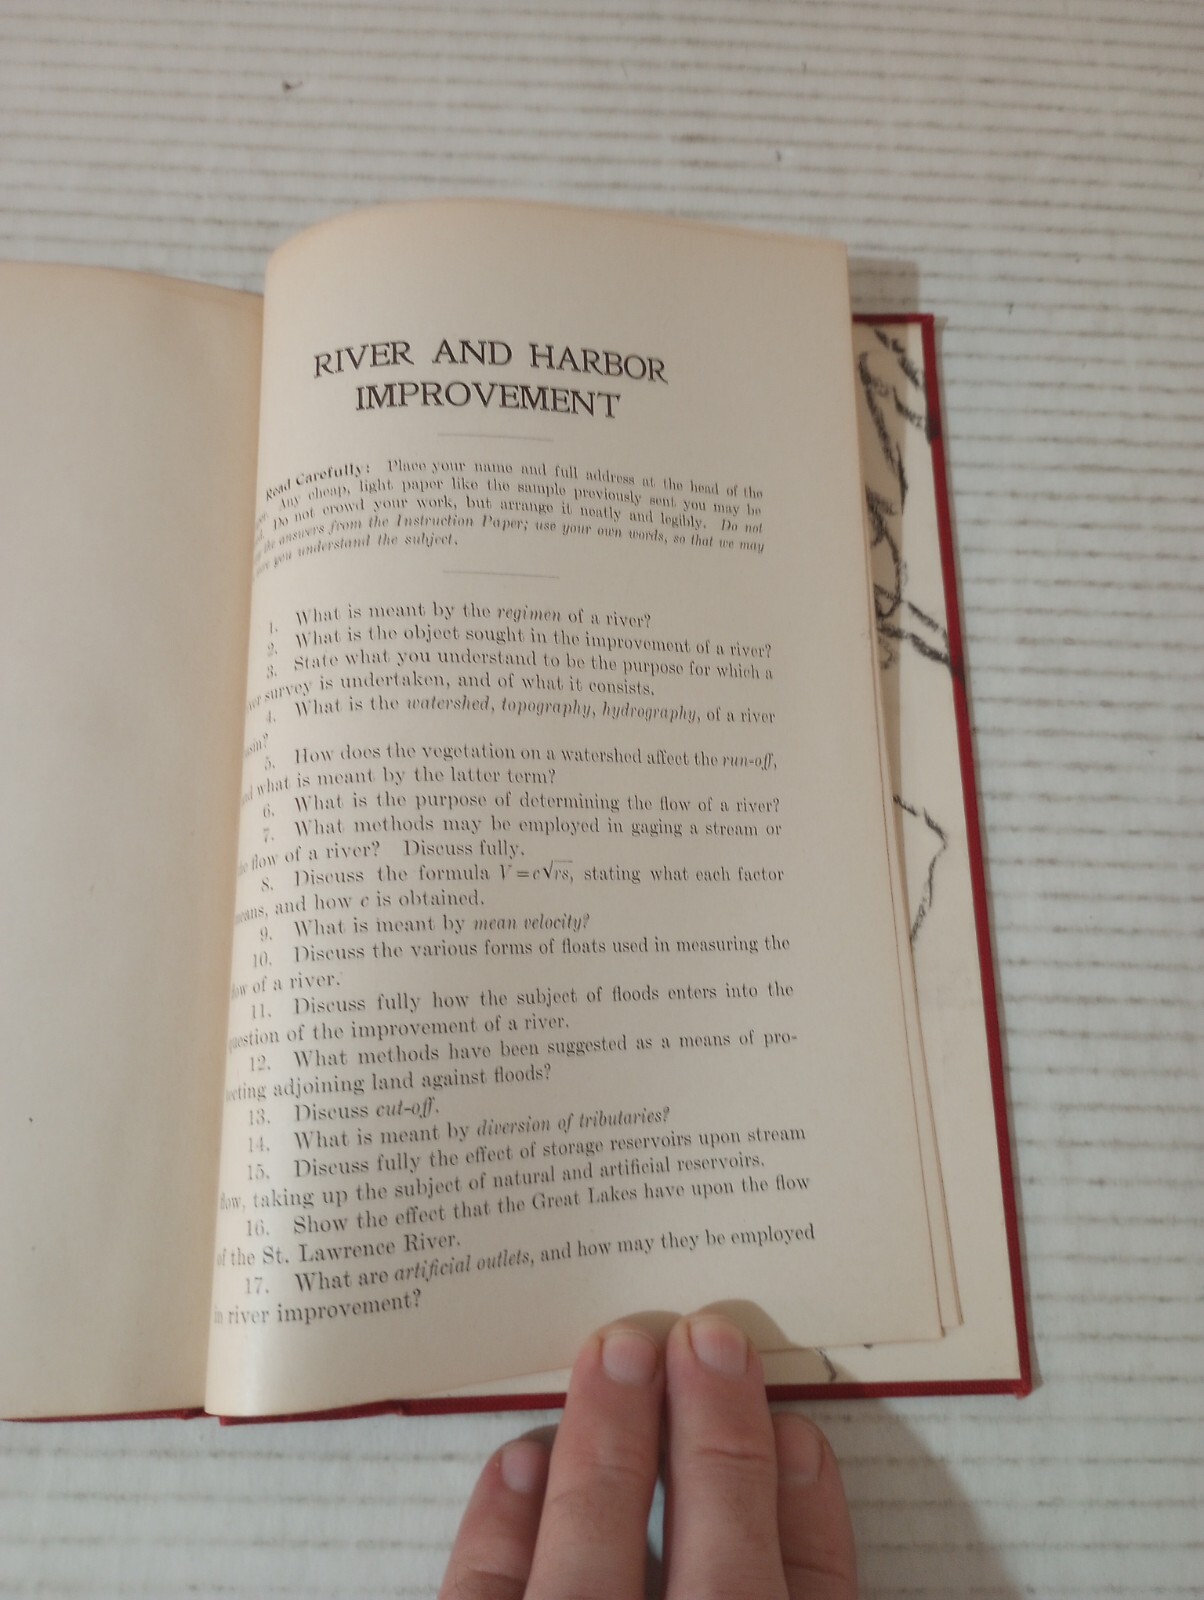 RIVER AND HARBOR
IMPROVEMENT
Read Carefully: Place your name and full address at the head of the
Any cheap, light paper like the sample previously sent you may be
Do not crowd your work, but arrange it neatly and legibly. Do not
the answers from the Instruction Paper; use your own words, so that we may
you understand the subject.
1. What is meant by the regimen of a river?
2. What is the object sought in the improvement of a river?
3. State what you understand to be the purpose for which a
survey is undertaken, and of what it consists.
4. What is the watershed, topography, hydrography, of a river
5. How does the vegetation on a watershed affect the run-off,
what is meant by the latter term?
6. What is the purpose of determining the flow of a river?
7. What methods may be employed in gaging a stream or
flow of a river? Discuss fully.
8. Discuss the formula V=c√rs, stating what each factor
means, and how c is obtained.
9. What is meant by mean velocity?
10. Discuss the various forms of floats used in measuring the
flow of a river.
11. Discuss fully how the subject of floods enters into the
question of the improvement of a river.
12. What methods have been suggested as a means of pro-
tecting adjoining land against floods?
13. Discuss cut-off.
14. What is meant by diversion of tributaries?
15. Discuss fully the effect of storage reservoirs upon stream
flow, taking up the subject of natural and artificial reservoirs.
16. Show the effect that the Great Lakes have upon the flow
of the St. Lawrence River.
17. What are artificial outlets, and how may they be employed
in river improvement?